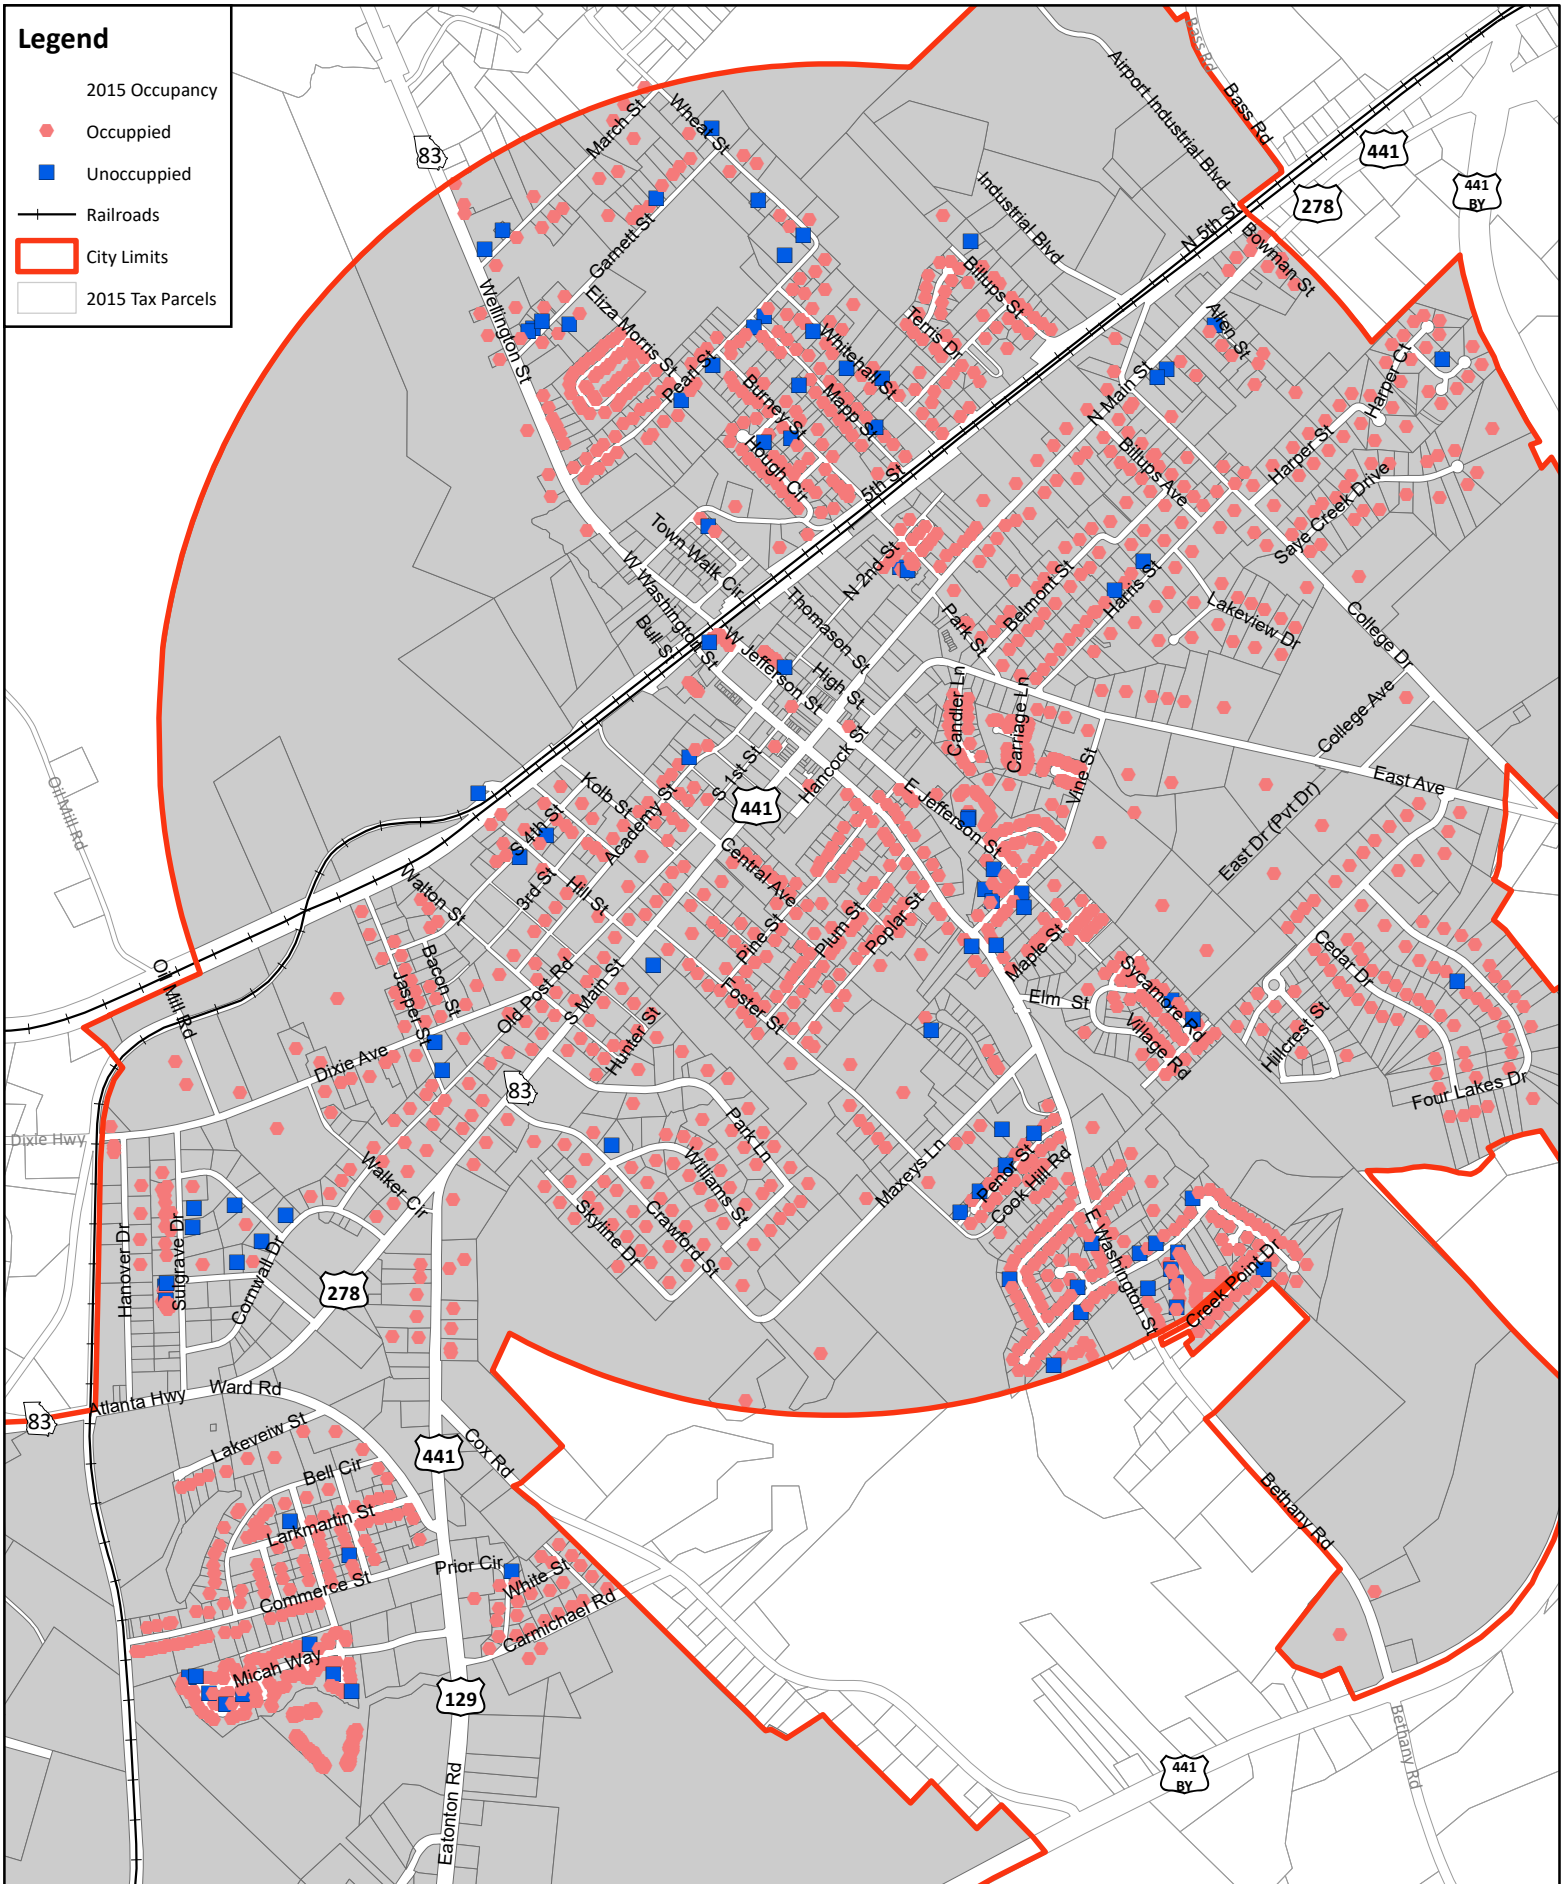 Legend
2015 Occupancy
Occuppied
Unoccuppied
Railroads
City Limits
2015 Tax Parcels
Bass Rd
Bass Rd
Airport Industrial Blvd
441
441
BY
278
83
March St
Wheat St
Industrial Blvd
N 5th St
Bowman St
Garnett St
Wellington St
Eliza Morris St
Billups St
Terris Dr
Allen St
Whitehall St
Pearl St
Burney St
Mapp St
N Main St
Harper Ct
Hough Cir
5th St
Billups Ave
Harper St
Saye Creek Drive
Town Walk Cir
N 2nd St
W Washington St
Bull St
Thomason St
Belmont St
Harris St
Park St
Lakeview Dr
College Dr
W Jefferson St
High St
Candler Ln
Carriage Ln
College Ave
Hancock St
Vine St
East Ave
Oil Mill Rd
Kolb St
S 1st St
441
E Jefferson St
East Dr (Pvt Dr)
S 4th St
Academy St
Central Ave
3rd St
Hill St
Walton St
Pine St
Plum St
Poplar St
Maple St
Cedar Dr
Bacon St
Jasper St
Old Post Rd
S Main St
Foster St
Elm St
Sycamore Rd
Village Rd
Hillcrest St
Oil Mill Rd
Dixie Ave
Hunter St
83
Four Lakes Dr
Dixie Hwy
Park Ln
Walker Cir
Williams St
Maxeys Ln
Penor St
Cook Hill Rd
Hanover Dr
Sulgrave Dr
Cornwall Dr
Skyline Dr
Crawford St
E Washington St
Creek Point Dr
278
Atlanta Hwy
Ward Rd
83
Lakeveiw St
441
Cox Rd
Bell Cir
Bethany Rd
Larkmartin St
Prior Cir
White St
Commerce St
Carmichael Rd
Micah Way
129
Bethany Rd
441
BY
Eatonton Rd